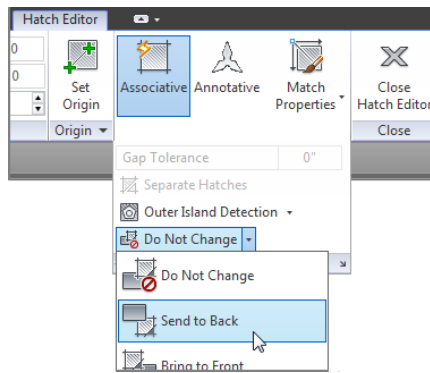 Hatch Editor
0
0
Set
Origin
Associative
Annotative
Match
Properties
Close
Hatch Editor
Origin
Close
Gap Tolerance
0"
Separate Hatches
Outer Island Detection
Do Not Change
Do Not Change
Send to Back
Bring to Front